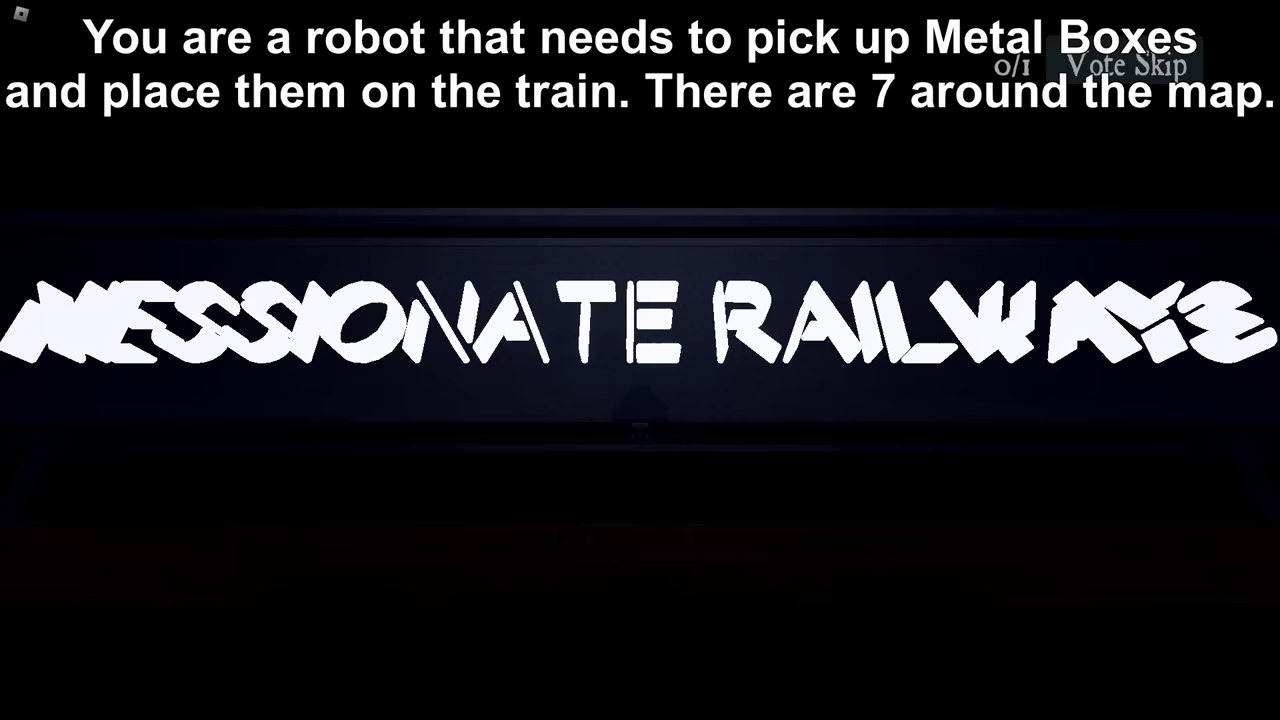 You are a robot that needs to pick up Metal Boxes
and place them on the train. There are 7 around the map.
0/1 Vote Skip
RAILWAYS